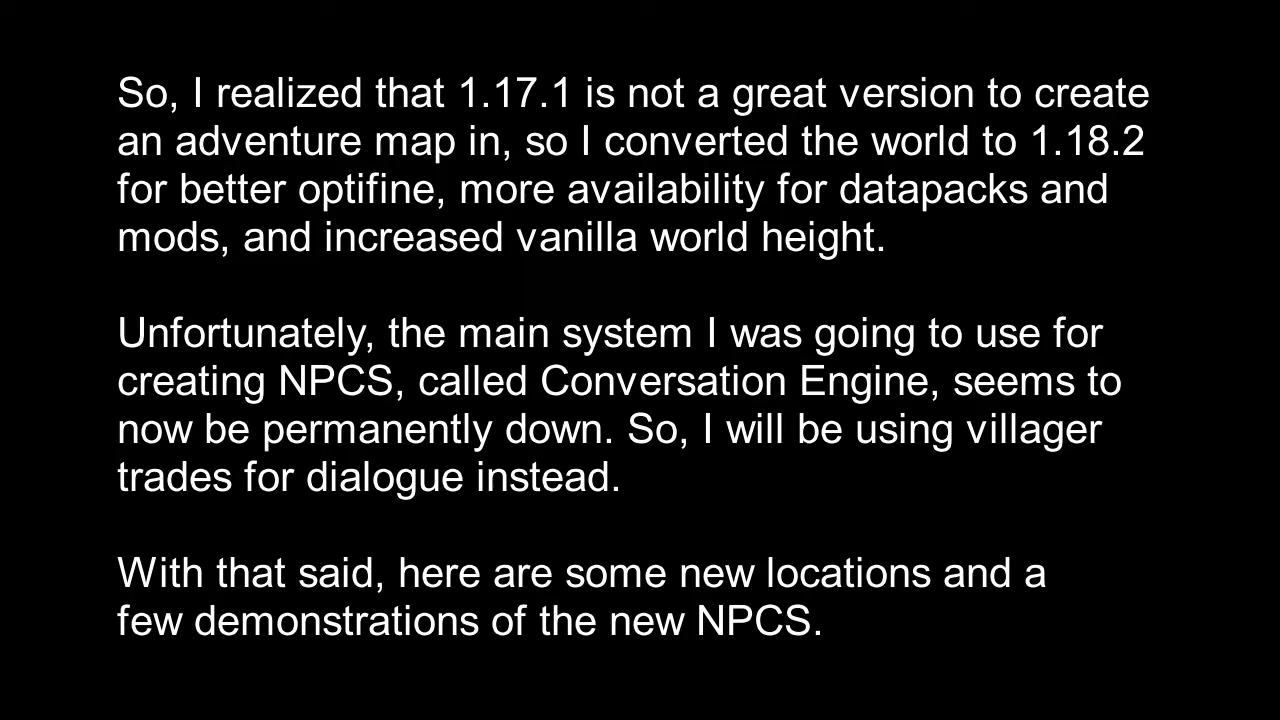 So, I realized that 1.17.1 is not a great version to create
an adventure map in, so I converted the world to 1.18.2
for better optifine, more availability for datapacks and
mods, and increased vanilla world height.
Unfortunately, the main system I was going to use for
creating NPCS, called Conversation Engine, seems to
now be permanently down. So, I will be using villager
trades for dialogue instead.
With that said, here are some new locations and a
few demonstrations of the new NPCS.